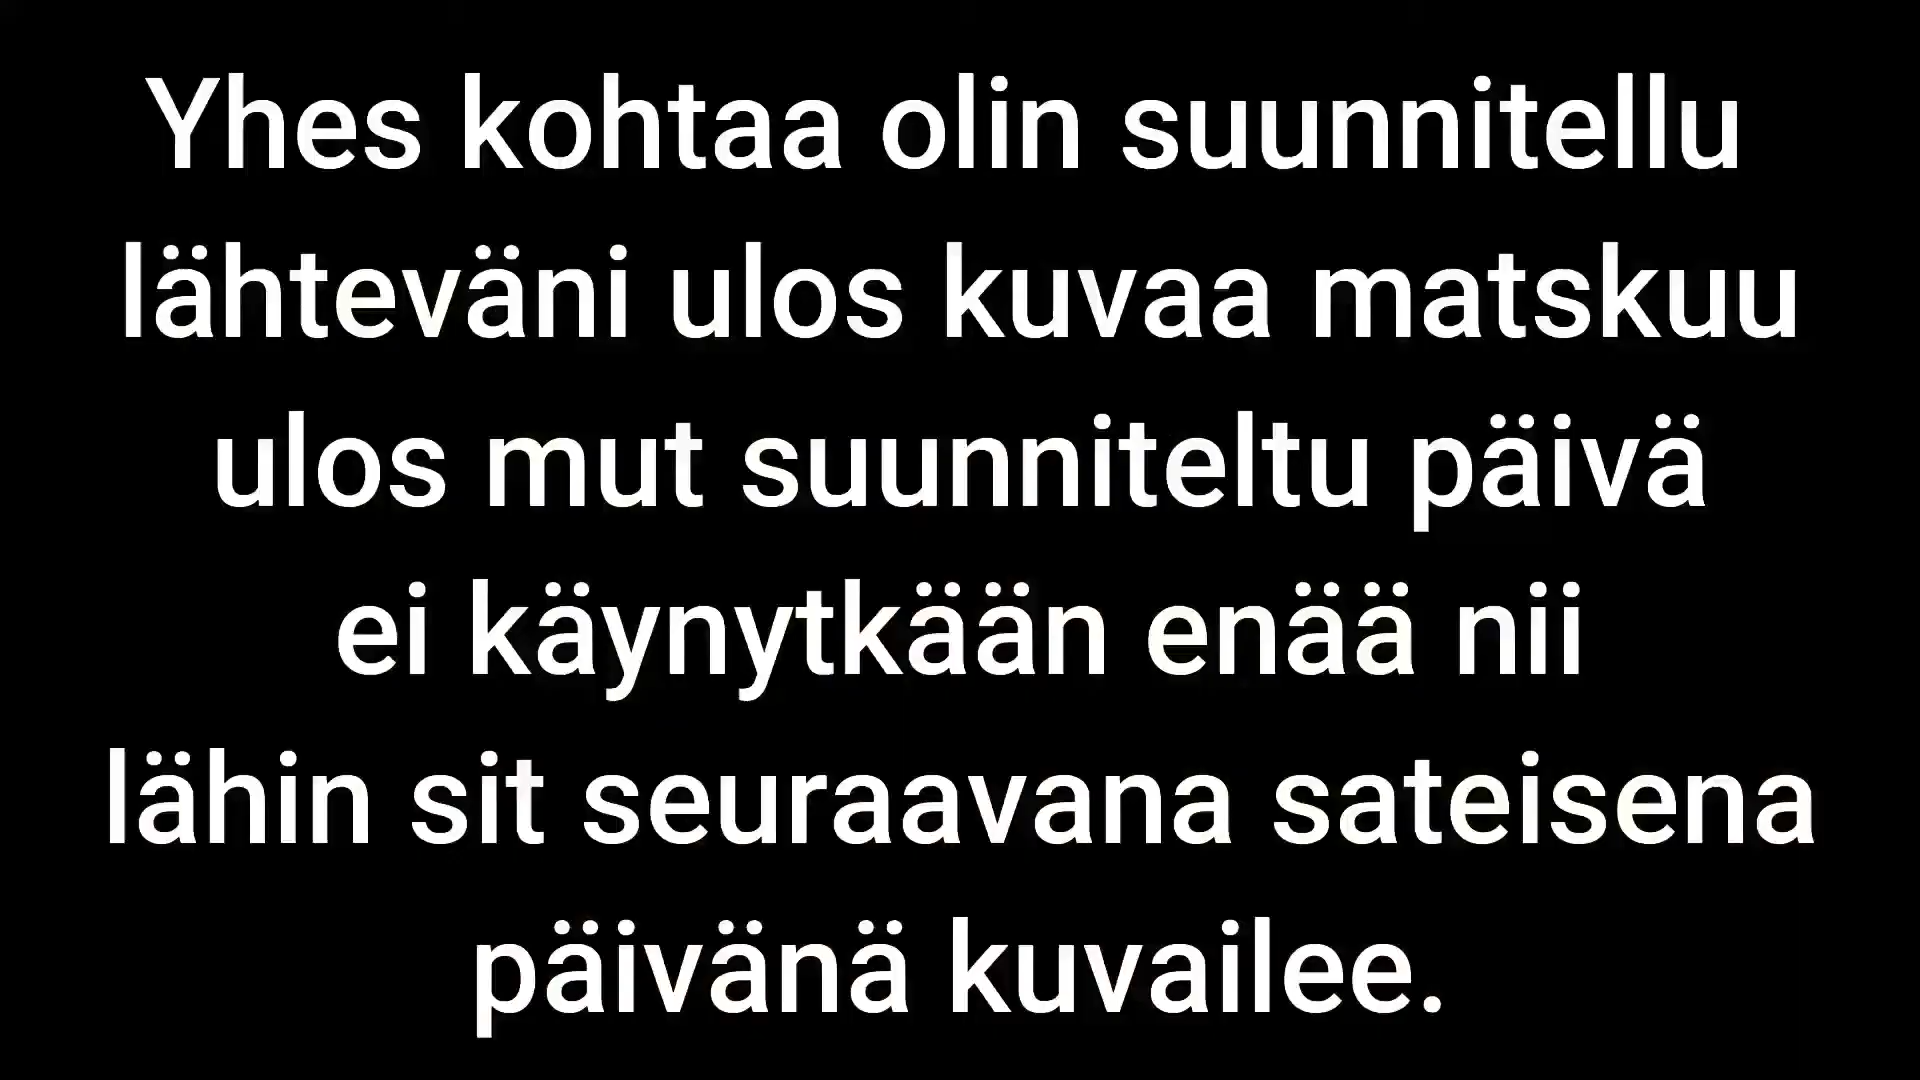 Yhes kohtaa olin suunnitellu
lähteväni ulos kuvaa matskuu
ulos mut suunniteltu päivä
ei käynytkään enää nii
lähin sit seuraavana sateisena
päivänä kuvailee.